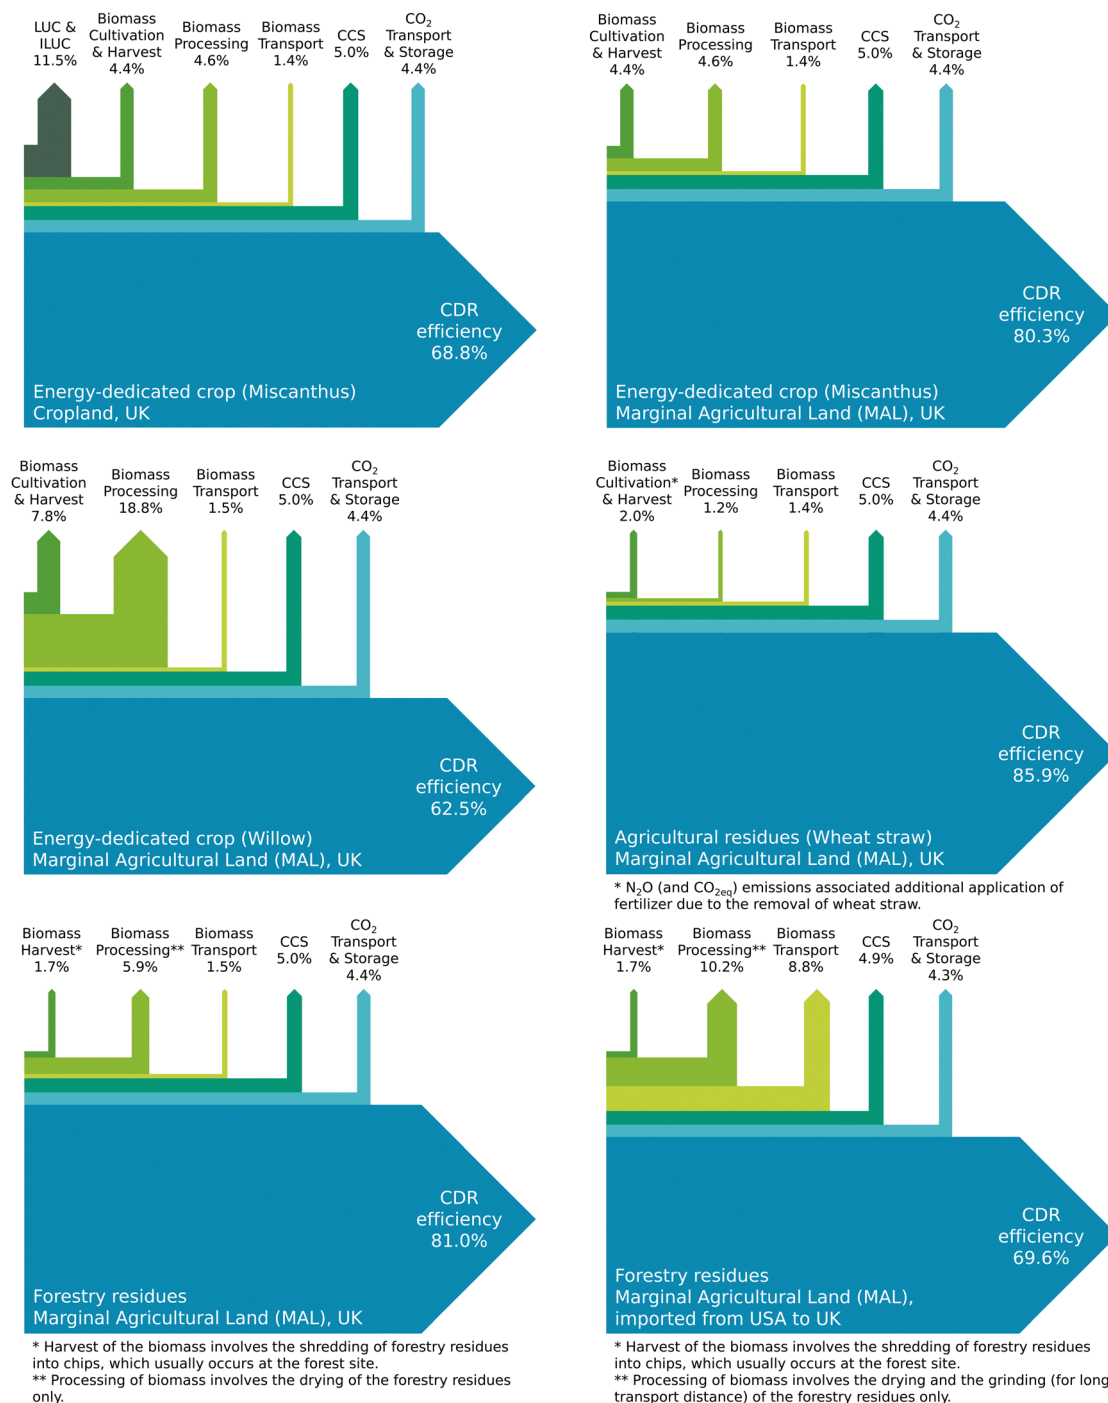 LUC &
ILUC
11.5%
Biomass
Cultivation
& Harvest
4.4%
Biomass
Processing
4.6%
Biomass
Transport
1.4%
CCS
5.0%
CO₂
Transport
& Storage
4.4%
CDR
efficiency
68.8%
Energy-dedicated crop (Miscanthus)
Cropland, UK
Biomass
Cultivation
& Harvest
4.4%
Biomass
Processing
4.6%
Biomass
Transport
1.4%
CCS
5.0%
CO₂
Transport
& Storage
4.4%
CDR
efficiency
80.3%
Energy-dedicated crop (Miscanthus)
Marginal Agricultural Land (MAL), UK
Biomass
Cultivation
& Harvest
7.8%
Biomass
Processing
18.8%
Biomass
Transport
1.5%
CCS
5.0%
CO₂
Transport
& Storage
4.4%
CDR
efficiency
62.5%
Energy-dedicated crop (Willow)
Marginal Agricultural Land (MAL), UK
Biomass
Cultivation*
& Harvest
2.0%
Biomass
Processing
1.2%
Biomass
Transport
1.4%
CCS
5.0%
CO₂
Transport
& Storage
4.4%
CDR
efficiency
85.9%
Agricultural residues (Wheat straw)
Marginal Agricultural Land (MAL), UK
* N₂O (and CO₂eq) emissions associated additional application of
fertilizer due to the removal of wheat straw.
Biomass
Harvest*
1.7%
Biomass
Processing**
5.9%
Biomass
Transport
1.5%
CCS
5.0%
CO₂
Transport
& Storage
4.4%
CDR
efficiency
81.0%
Forestry residues
Marginal Agricultural Land (MAL), UK
* Harvest of the biomass involves the shredding of forestry residues
into chips, which usually occurs at the forest site.
** Processing of biomass involves the drying of the forestry residues
only.
Biomass
Harvest*
1.7%
Biomass
Processing**
10.2%
Biomass
Transport
8.8%
CCS
4.9%
CO₂
Transport
& Storage
4.3%
CDR
efficiency
69.6%
Forestry residues
Marginal Agricultural Land (MAL),
imported from USA to UK
* Harvest of the biomass involves the shredding of forestry residues
into chips, which usually occurs at the forest site.
** Processing of biomass involves the drying and the grinding (for long
transport distance) of the forestry residues only.